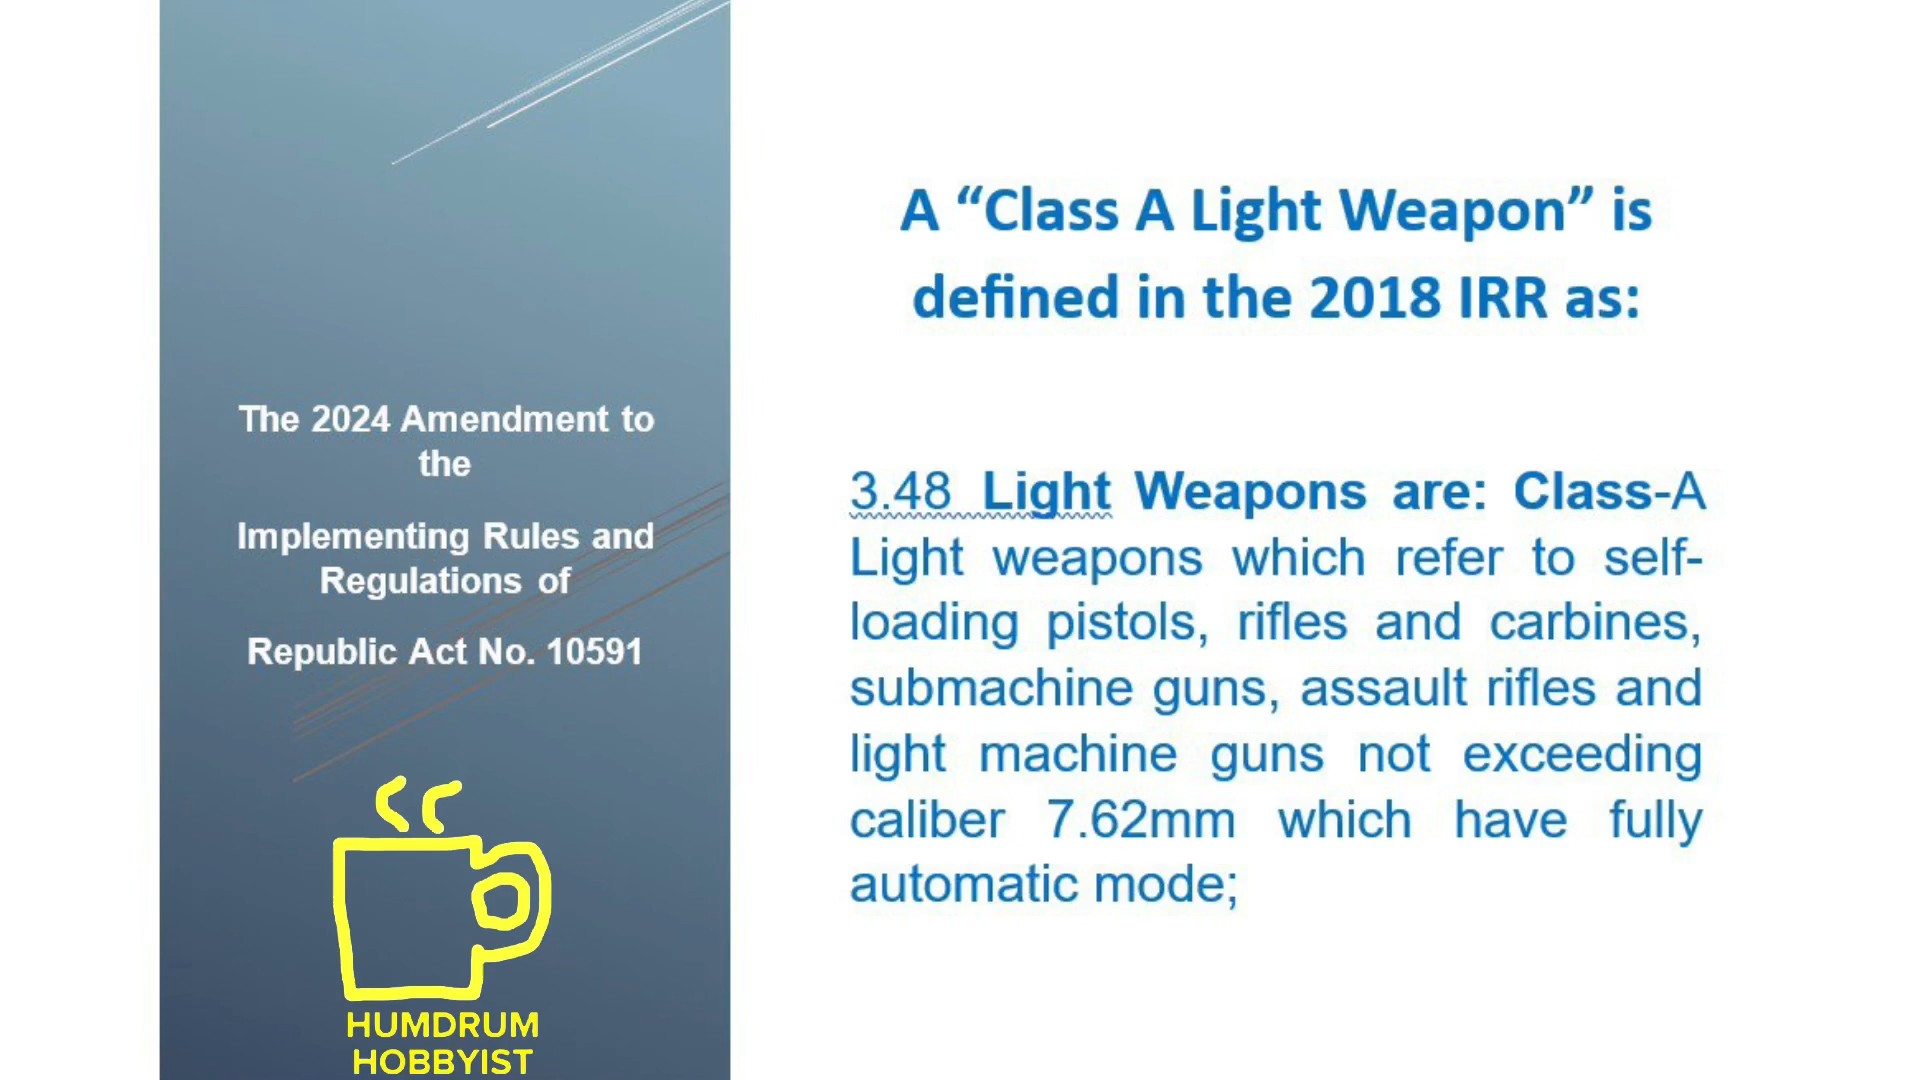 The 2024 Amendment to
the
Implementing Rules and
Regulations of
Republic Act No. 10591
HUMDRUM
HOBBYIST
A “Class A Light Weapon” is
defined in the 2018 IRR as:
3.48 Light Weapons are: Class-A
Light weapons which refer to self-
loading pistols, rifles and carbines,
submachine guns, assault rifles and
light machine guns not exceeding
caliber 7.62mm which have fully
automatic mode;